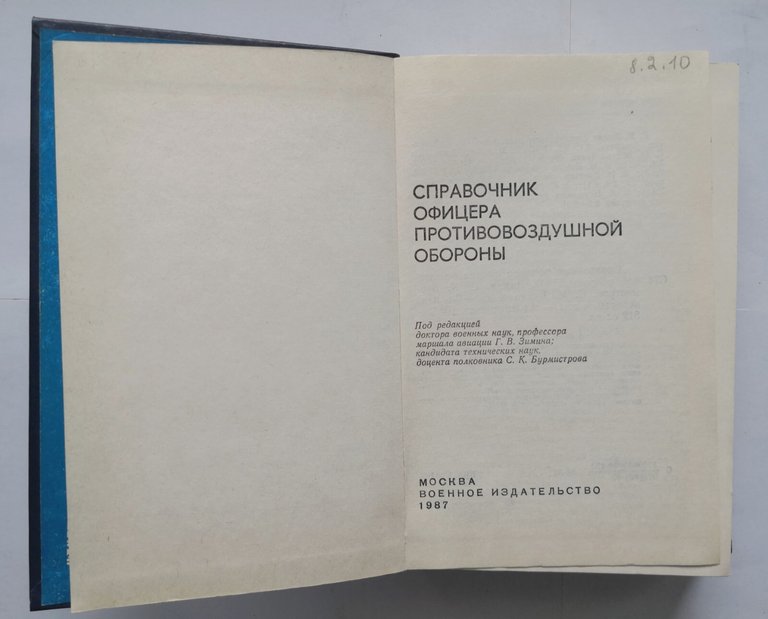 8.2.10
СПРАВОЧНИК
ОФИЦЕРА
ПРОТИВОВОЗДУШНОЙ
ОБОРОНЫ
Под редакцией
доктора военных наук, профессора
маршала авиации Г. В. Зимина;
кандидата технических наук,
доцента полковника С. К. Бурмистрова
МОСКВА
ВОЕННОЕ ИЗДАТЕЛЬСТВО
1987